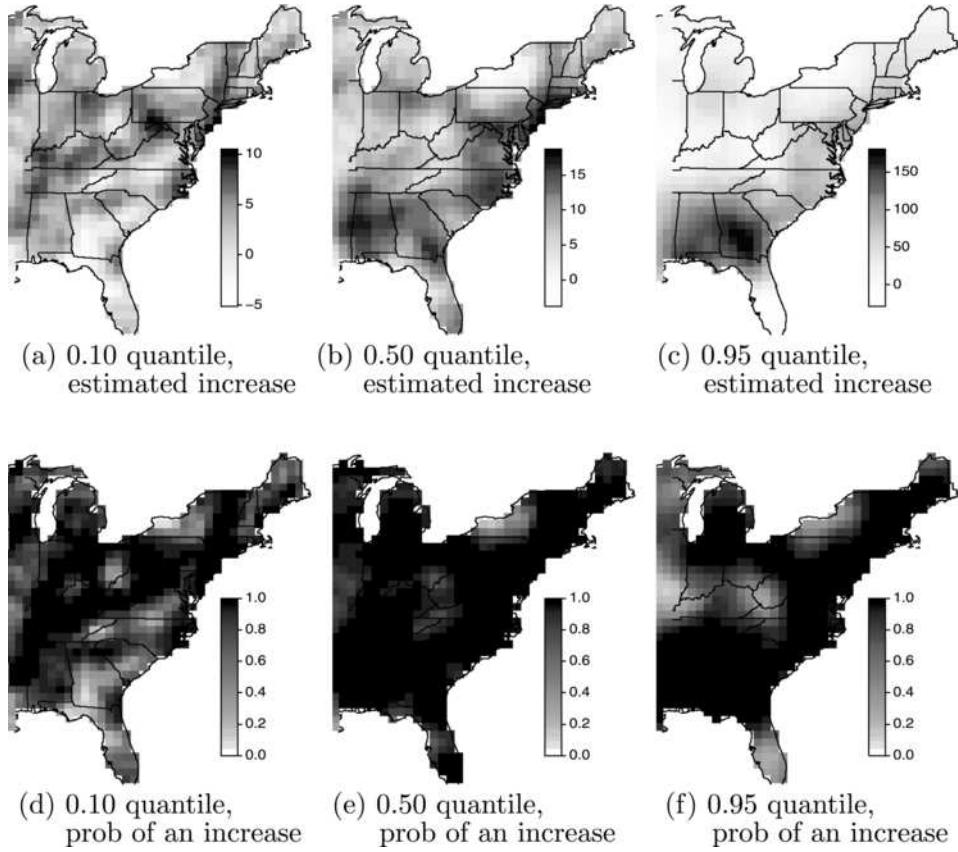 10
5
0
−5
15
10
5
0
150
100
50
0
(a) 0.10 quantile,
estimated increase
(b) 0.50 quantile,
estimated increase
(c) 0.95 quantile,
estimated increase
1.0
0.8
0.6
0.4
0.2
0.0
1.0
0.8
0.6
0.4
0.2
0.0
1.0
0.8
0.6
0.4
0.2
0.0
(d) 0.10 quantile,
prob of an increase
(e) 0.50 quantile,
prob of an increase
(f) 0.95 quantile,
prob of an increase